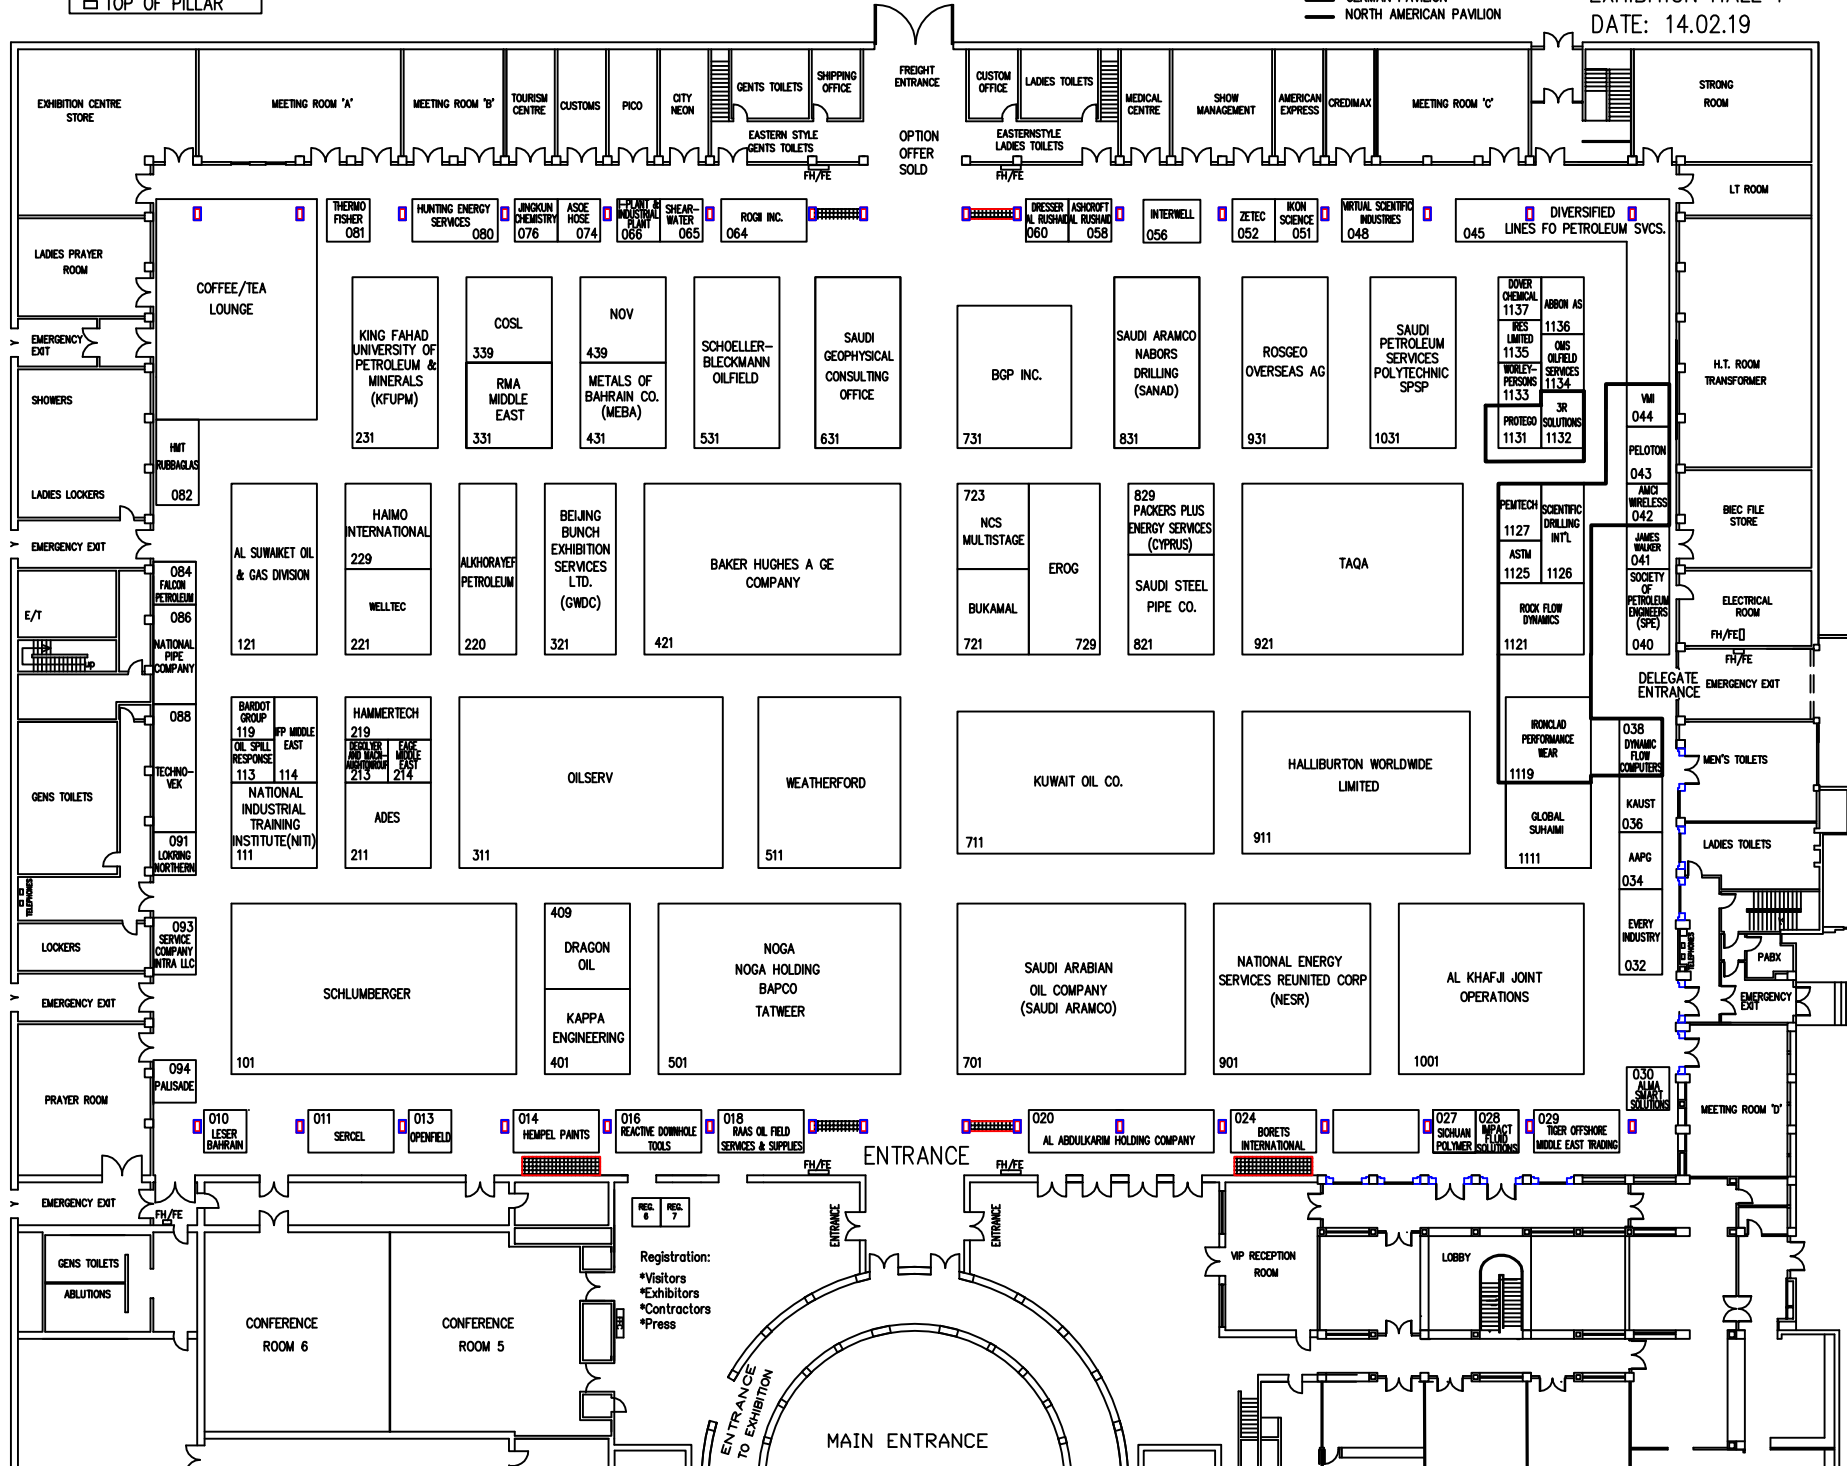 TOP OF PILLAR
NORTH AMERICAN PAVILION
DATE: 14.02.19
EXHIBITION CENTRE
STORE
MEETING ROOM 'A'
MEETING ROOM 'B'
TOURISM
CENTRE
CUSTOMS
PICO
CITY
NEON
GENTS TOILETS
SHIPPING
OFFICE
EASTERN STYLE
GENTS TOILETS
FREIGHT
ENTRANCE
OPTION
OFFER
SOLD
CUSTOM
OFFICE
LADIES TOILETS
EASTERNSTYLE
LADIES TOILETS
MEDICAL
CENTRE
SHOW
MANAGEMENT
AMERICAN
EXPRESS
CREDIMAX
MEETING ROOM 'C'
STRONG
ROOM
FH/FE
FH/FE
LT ROOM
THERMO
FISHER
081
HUNTING ENERGY
SERVICES
080
JINGKUN
CHEMISTRY
076
ASOE
HOSE
074
I-PLANT &
INDUSTRIAL
PLANT
066
SHEAR-
WATER
065
ROGII INC.
064
DRESSER
AL RUSHAID
060
ASHCROFT
AL RUSHAID
058
INTERWELL
056
ZETEC
052
IKON
SCIENCE
051
VIRTUAL SCIENTIFIC
INDUSTRIES
048
DIVERSIFIED
LINES FO PETROLEUM SVCS.
045
LADIES PRAYER
ROOM
COFFEE/TEA
LOUNGE
EMERGENCY
EXIT
SHOWERS
LADIES LOCKERS
EMERGENCY EXIT
KING FAHAD
UNIVERSITY OF
PETROLEUM &
MINERALS
(KFUPM)
231
COSL
339
RMA
MIDDLE
EAST
331
NOV
439
METALS OF
BAHRAIN CO.
(MEBA)
431
SCHOELLER-
BLECKMANN
OILFIELD
531
SAUDI
GEOPHYSICAL
CONSULTING
OFFICE
631
BGP INC.
731
SAUDI ARAMCO
NABORS
DRILLING
(SANAD)
831
ROSGEO
OVERSEAS AG
931
SAUDI
PETROLEUM
SERVICES
POLYTECHNIC
SPSP
1031
DOVER
CHEMICAL
1137
ABBON AS
1136
IRES
LIMITED
1135
OMS
OILFIELD
SERVICES
1134
WORLEY-
PERSONS
1133
PROTEGO
1131
3R
SOLUTIONS
1132
VMI
044
PELOTON
043
AMCI
WIRELESS
042
H.T. ROOM
TRANSFORMER
BIEC FILE
STORE
HMT
RUBBAGLAS
082
AL SUWAIKET OIL
& GAS DIVISION
121
HAIMO
INTERNATIONAL
229
WELLTEC
221
ALKHORAYEF
PETROLEUM
220
BEIJING
BUNCH
EXHIBITION
SERVICES
LTD.
(GWDC)
321
BAKER HUGHES A GE
COMPANY
421
723
NCS
MULTISTAGE
BUKAMAL
721
EROG
729
829
PACKERS PLUS
ENERGY SERVICES
(CYPRUS)
SAUDI STEEL
PIPE CO.
821
TAQA
921
PEMTECH
1127
SCIENTIFIC
DRILLING
INT'L
1126
ASTM
1125
ROCK FLOW
DYNAMICS
1121
JAMES
WALKER
041
SOCIETY
OF
PETROLEUM
ENGINEERS
(SPE)
040
ELECTRICAL
ROOM
FH/FE
FH/FE
DELEGATE
ENTRANCE
EMERGENCY EXIT
E/T
up
084
FALCON
PETROLEUM
086
NATIONAL
PIPE
COMPANY
088
TECHNO-
VEK
091
LOKRING
NORTHERN
GENS TOILETS
TELEPHONES
BARDOT
GROUP
119
OIL SPILL
RESPONSE
113
IFP MIDDLE
EAST
114
NATIONAL
INDUSTRIAL
TRAINING
INSTITUTE(NITI)
111
HAMMERTECH
219
213
EAGE
MIDDLE
EAST
214
ADES
211
OILSERV
311
WEATHERFORD
511
KUWAIT OIL CO.
711
HALLIBURTON WORLDWIDE
LIMITED
911
IRONCLAD
PERFORMANCE
WEAR
1119
GLOBAL
SUHAIMI
1111
038
DYNAMIC
FLOW
COMPUTERS
KAUST
036
AAPG
034
EVERY
INDUSTRY
032
MEN'S TOILETS
LADIES TOILETS
TELEPHONES
PABX
EMERGENCY
EXIT
LOCKERS
EMERGENCY EXIT
093
SERVICE
COMPANY
INTRA LLC
SCHLUMBERGER
101
409
DRAGON
OIL
KAPPA
ENGINEERING
401
NOGA
NOGA HOLDING
BAPCO
TATWEER
501
SAUDI ARABIAN
OIL COMPANY
(SAUDI ARAMCO)
701
NATIONAL ENERGY
SERVICES REUNITED CORP
(NESR)
901
AL KHAFJI JOINT
OPERATIONS
1001
PRAYER ROOM
094
PALISADE
030
ALMA
SMART
SOLUTIONS
MEETING ROOM 'D'
010
LESER
BAHRAIN
011
SERCEL
013
OPENFIELD
014
HEMPEL PAINTS
016
REACTIVE DOWNHOLE
TOOLS
018
RAAS OIL FIELD
SERVICES & SUPPLIES
020
AL ABDULKARIM HOLDING COMPANY
024
BORETS
INTERNATIONAL
027
SICHUAN
POLYMER
028
IMPACT
FLUID
SOLUTIONS
029
TIGER OFFSHORE
MIDDLE EAST TRADING
ENTRANCE
FH/FE
FH/FE
EMERGENCY EXIT
FH/FE
REG.
6
REG.
7
ENTRANCE
ENTRANCE
Registration:
*Visitors
*Exhibitors
*Contractors
*Press
GENS TOILETS
ABLUTIONS
CONFERENCE
ROOM 6
CONFERENCE
ROOM 5
VIP RECEPTION
ROOM
LOBBY
ENTRANCE
TO EXHIBITION
MAIN ENTRANCE